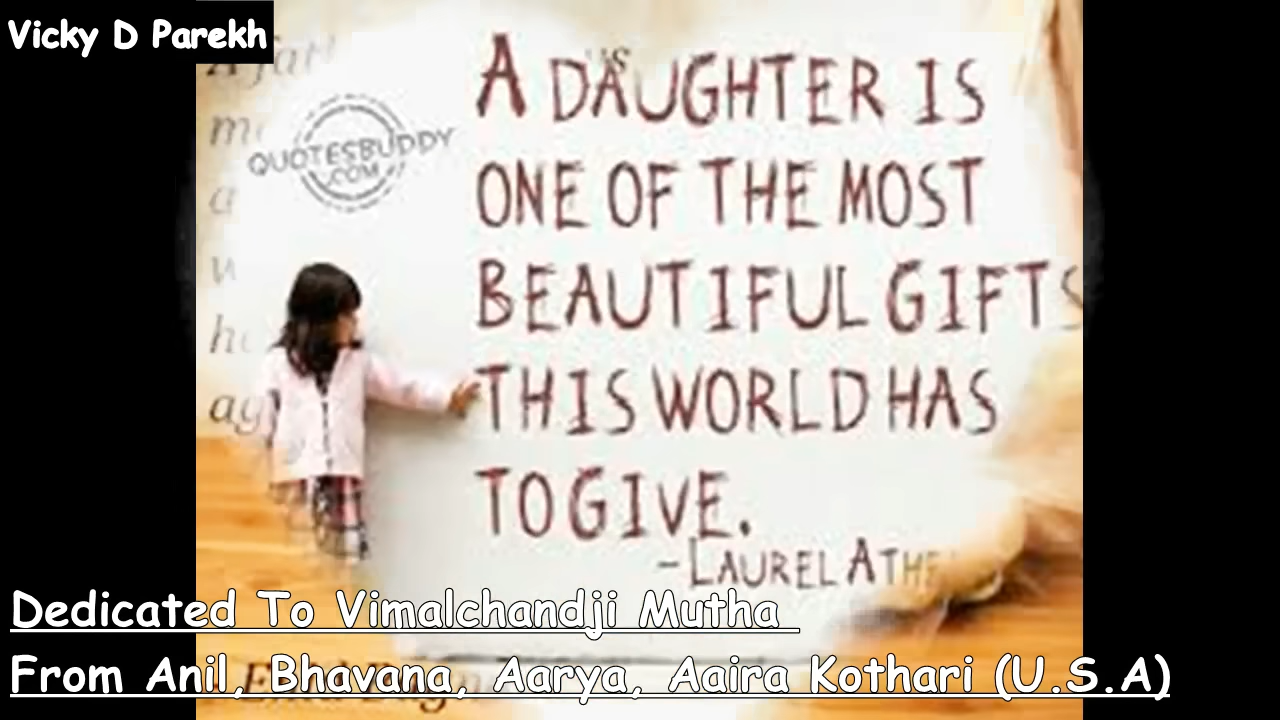 Vicky D Parekh
A DAUGHTER IS
QUOTESBUDDY
.COM
ONE OF THE MOST
BEAUTIFUL GIFTS
THIS WORLD HAS
TO GIVE.
-LAUREL ATHE
Dedicated To Vimalchandji Mutha
From Anil, Bhavana, Aarya, Aaira Kothari (U.S.A)